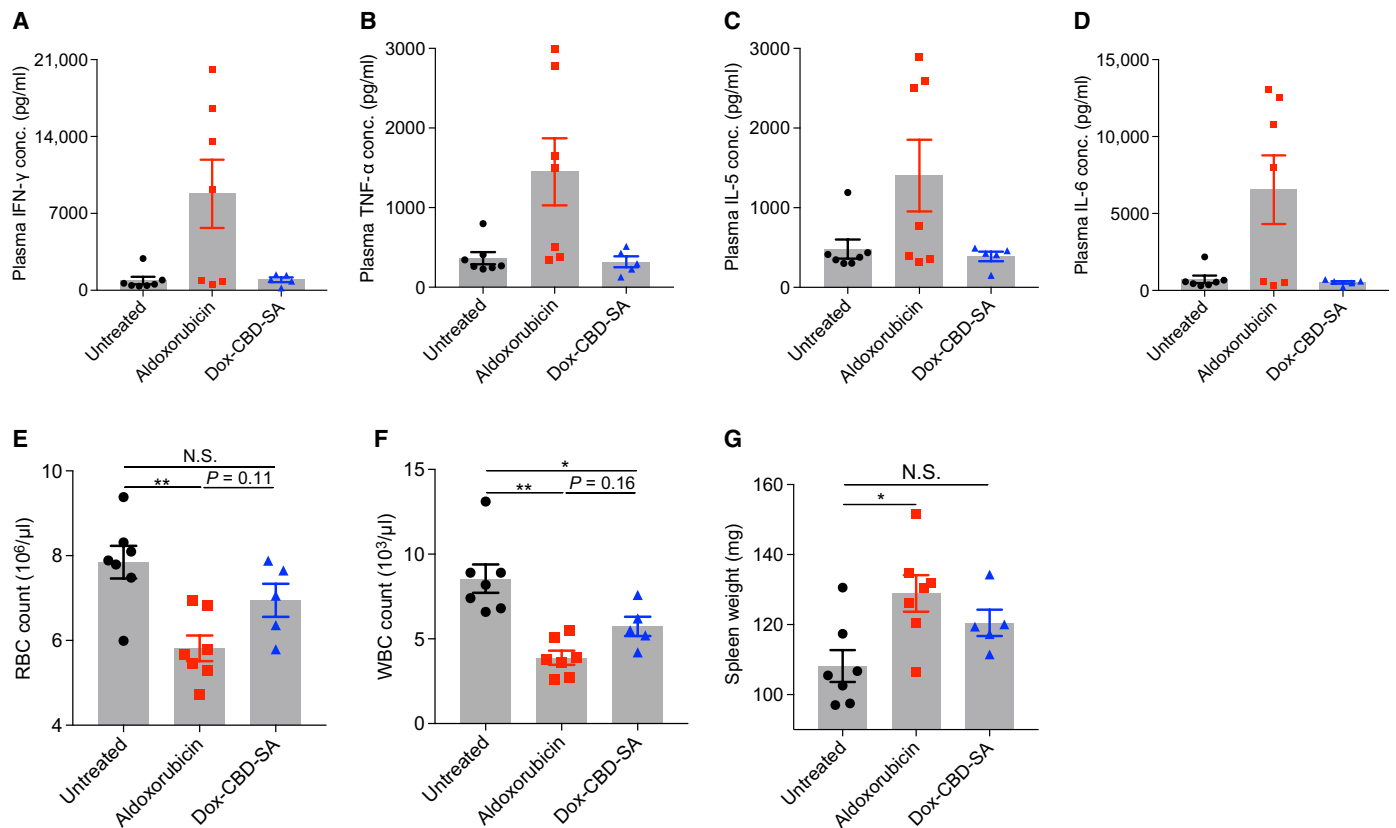 A
Plasma IFN-γ conc. (pg/ml)
21,000
14,000
7000
0
Untreated
Aldoxorubicin
Dox-CBD-SA
B
Plasma TNF-α conc. (pg/ml)
3000
2000
1000
0
Untreated
Aldoxorubicin
Dox-CBD-SA
C
Plasma IL-5 conc. (pg/ml)
3000
2000
1000
0
Untreated
Aldoxorubicin
Dox-CBD-SA
D
Plasma IL-6 conc. (pg/ml)
15,000
10,000
5000
0
Untreated
Aldoxorubicin
Dox-CBD-SA
E
RBC count (10⁶/µl)
10
8
6
4
N.S.
**
P = 0.11
Untreated
Aldoxorubicin
Dox-CBD-SA
F
WBC count (10³/µl)
15
10
5
0
*
**
P = 0.16
Untreated
Aldoxorubicin
Dox-CBD-SA
G
Spleen weight (mg)
160
140
120
100
N.S.
*
Untreated
Aldoxorubicin
Dox-CBD-SA